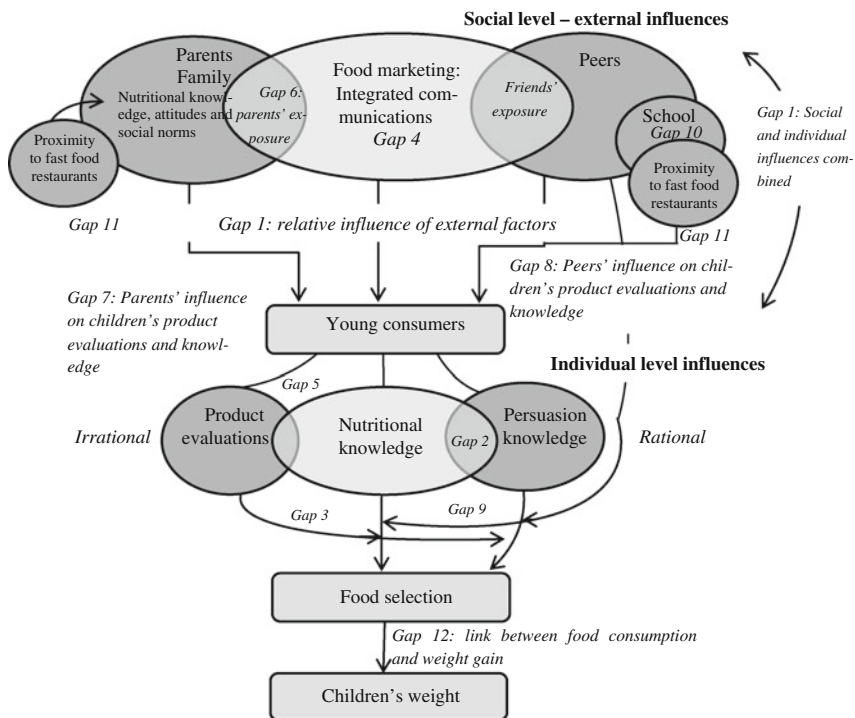 Social level – external influences
Parents
Family
Nutritional knowl-
edge, attitudes and
social norms
Proximity
to fast food
restaurants
Gap 6:
parents' ex-
posure
Food marketing:
Integrated com-
munications
Gap 4
Friends'
exposure
Peers
School
Gap 10
Proximity
to fast food
restaurants
Gap 1: Social
and individual
influences com-
bined
Gap 11
Gap 1: relative influence of external factors
Gap 11
Gap 7: Parents' influence
on children's product
evaluations and knowl-
edge
Gap 8: Peers' influence on chil-
dren's product evaluations and
knowledge
Young consumers
Individual level influences
Gap 5
Irrational
Product
evaluations
Nutritional
knowledge
Gap 2
Persuasion
knowledge
Rational
Gap 3
Gap 9
Food selection
Gap 12: link between food consumption
and weight gain
Children's weight